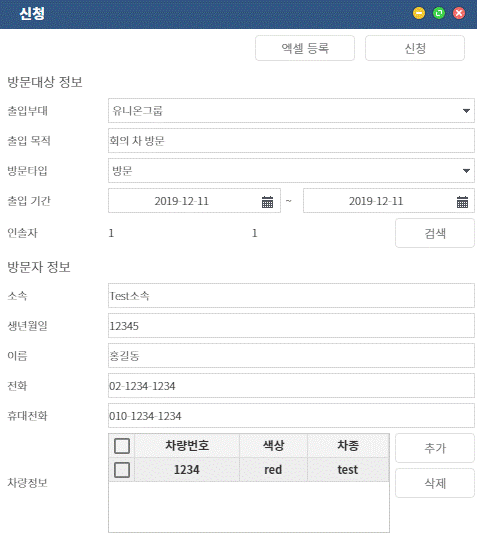 신청
엑셀 등록 신청
방문대상 정보
출입부대 유니온그룹
출입 목적 회의 차 방문
방문타입 방문
출입 기간 2019-12-11 ~ 2019-12-11
인솔자 1 1 검색
방문자 정보
소속 Test소속
생년월일 12345
이름 홍길동
전화 02-1234-1234
휴대전화 010-1234-1234
차량번호 색상 차종 추가
1234 red test
차량정보 삭제